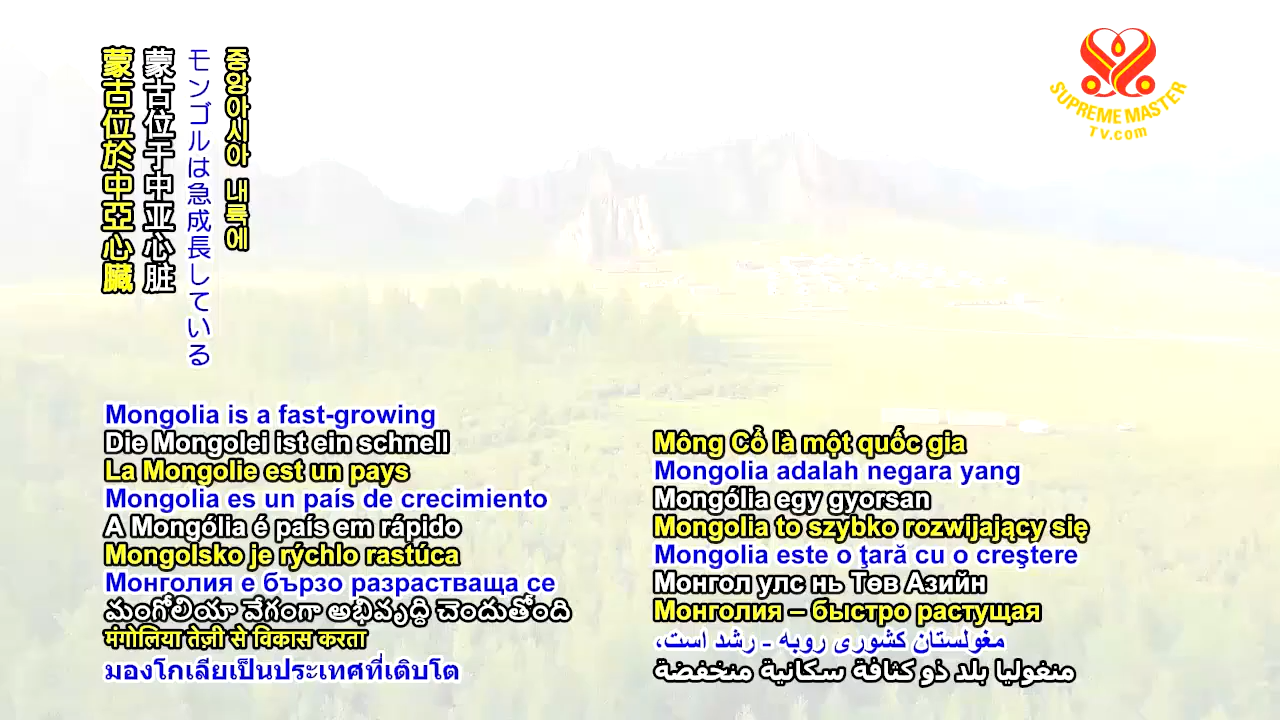 蒙古位於中亞心臟
蒙古位于中亚心脏
モンゴルは急成長している
중앙아시아 내륙에
SUPREME MASTER
TV.com
Mongolia is a fast-growing
Die Mongolei ist ein schnell
La Mongolie est un pays
Mongolia es un país de crecimiento
A Mongólia é país em rápido
Mongolsko je rýchlo rastúca
Монголия е бързо разрастваща се
మంగోలియా వేగంగా అభివృద్ధి చెందుతోంది
मंगोलिया तेज़ी से विकास करता
มองโกเลียเป็นประเทศที่เติบโต
Mông Cổ là một quốc gia
Mongolia adalah negara yang
Mongólia egy gyorsan
Mongolia to szybko rozwijający się
Mongolia este o ţară cu o creştere
Монгол улс нь Төв Азийн
Монголия – быстро растущая
مغولستان کشوری روبه - رشد است،
منغوليا بلد ذو كثافة سكانية منخفضة